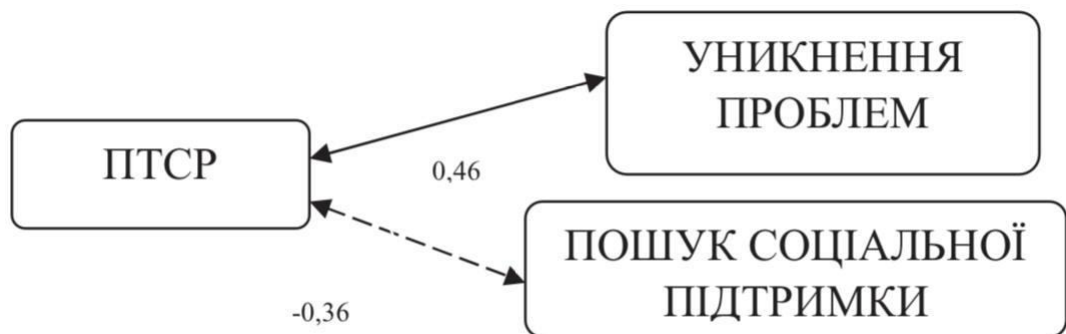 УНИКНЕННЯ
ПРОБЛЕМ
ПТСР
0,46
ПОШУК СОЦІАЛЬНОЇ
ПІДТРИМКИ
-0,36